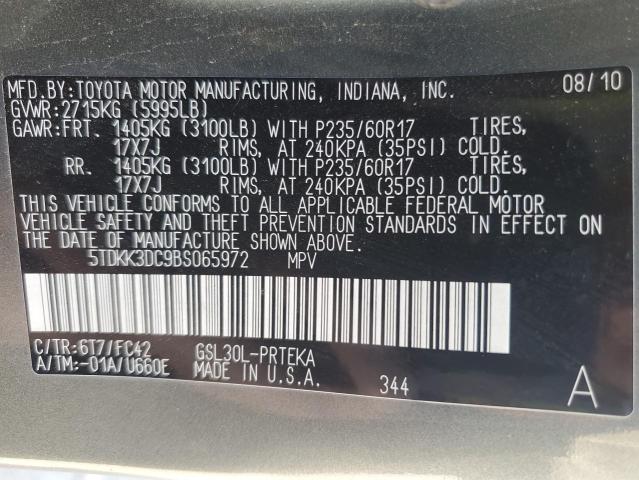 MFD.BY:TOYOTA MOTOR MANUFACTURING, INDIANA, INC. 08/10
GVWR:2715KG (5995LB)
GAWR:FRT. 1405KG (3100LB) WITH P235/60R17 TIRES,
17X7J RIMS, AT 240KPA (35PSI) COLD.
RR. 1405KG (3100LB) WITH P235/60R17 TIRES,
17X7J RIMS, AT 240KPA (35PSI) COLD.
THIS VEHICLE CONFORMS TO ALL APPLICABLE FEDERAL MOTOR
VEHICLE SAFETY AND THEFT PREVENTION STANDARDS IN EFFECT ON
THE DATE OF MANUFACTURE SHOWN ABOVE.
5TDKK3DC9BS065972 MPV
C/TR:6T7/FC42 GSL30L-PRTEKA
A/TM:-01A/U660E MADE IN U.S.A. 344 A